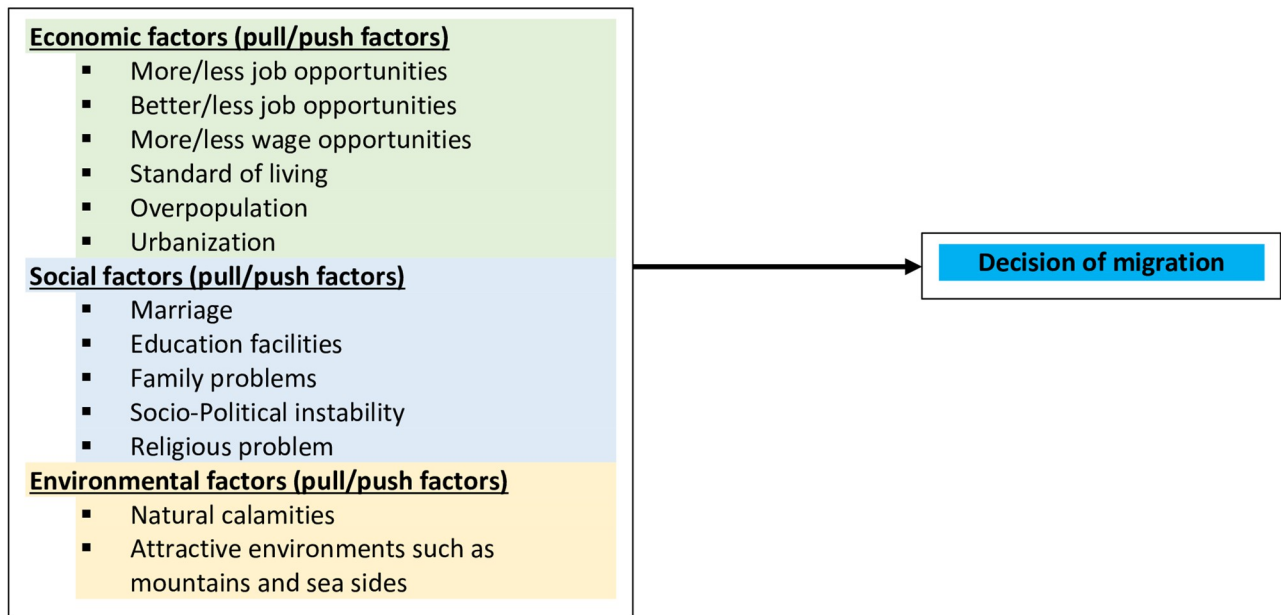 Economic factors (pull/push factors)
▪ More/less job opportunities
▪ Better/less job opportunities
▪ More/less wage opportunities
▪ Standard of living
▪ Overpopulation
▪ Urbanization
Social factors (pull/push factors)
▪ Marriage
▪ Education facilities
▪ Family problems
▪ Socio-Political instability
▪ Religious problem
Environmental factors (pull/push factors)
▪ Natural calamities
▪ Attractive environments such as
mountains and sea sides
Decision of migration